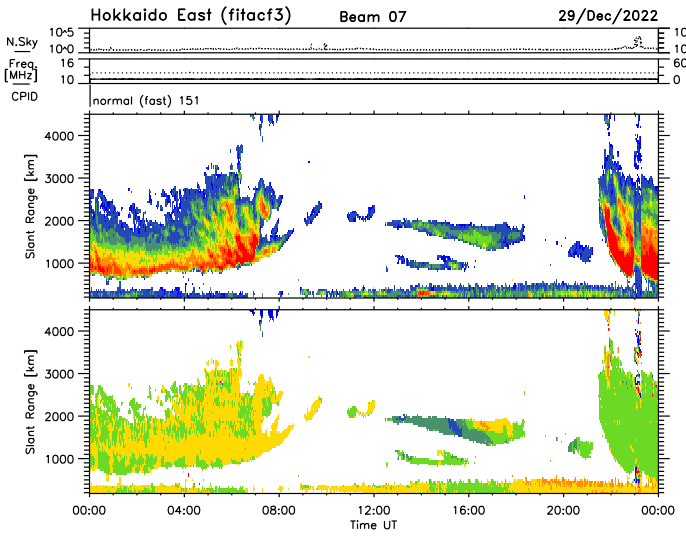 Hokkaido East (fitacf3) Beam 07 29/Dec/2022
N.Sky 10^5 10^0 10 10
Freq. [MHz] 16 10 60 0
CPID normal (fast) 151
Slant Range [km] 4000 3000 2000 1000
Slant Range [km] 4000 3000 2000 1000
00:00 04:00 08:00 12:00 16:00 20:00 00:00
Time UT